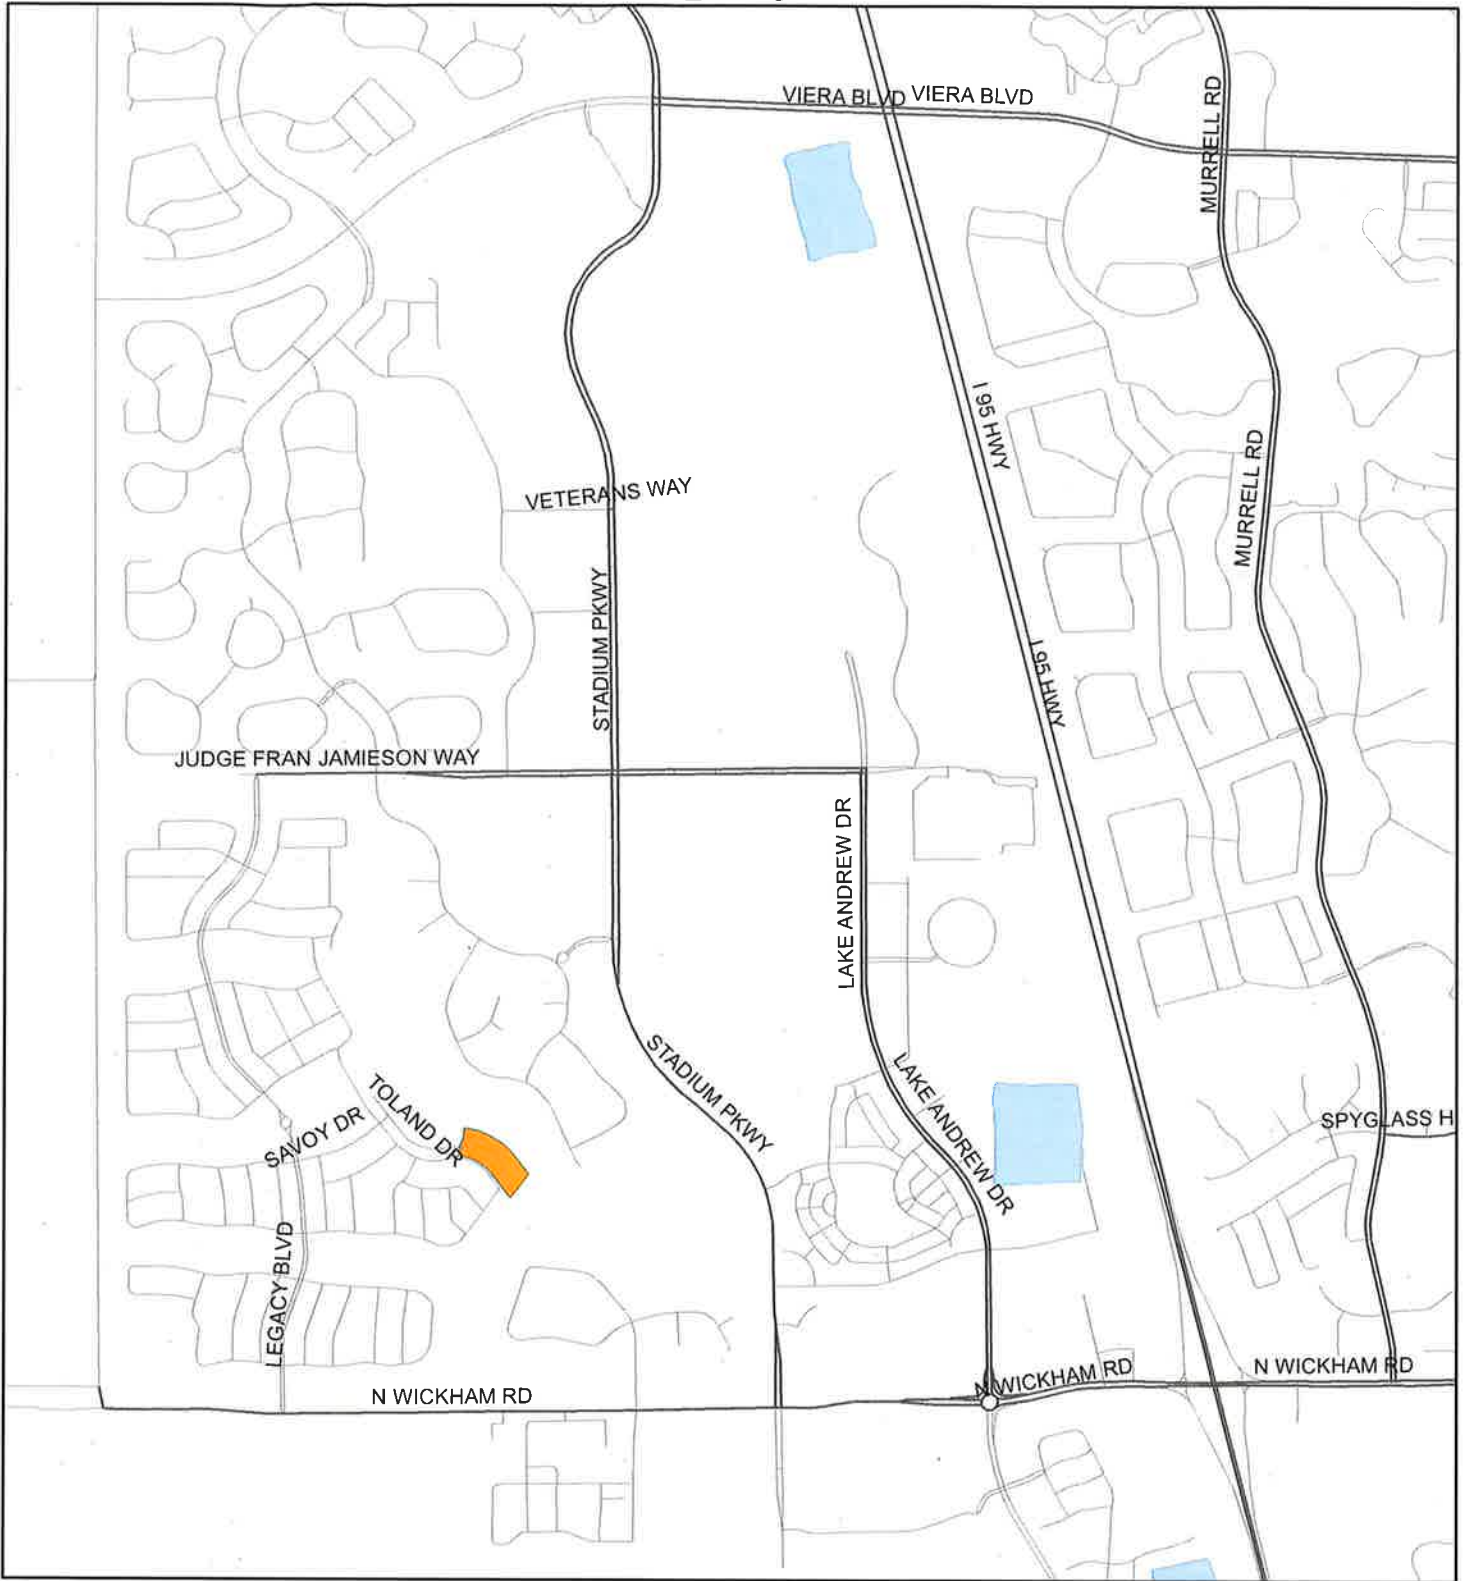 VIERA BLVD
VIERA BLVD
MURRELL RD
I 95 HWY
MURRELL RD
VETERANS WAY
STADIUM PKWY
I 95 HWY
JUDGE FRAN JAMIESON WAY
LAKE ANDREW DR
STADIUM PKWY
LAKE ANDREW DR
TOLAND DR
SAVOY DR
SPYGLASS H
LEGACY BLVD
N WICKHAM RD
N WICKHAM RD
N WICKHAM RD